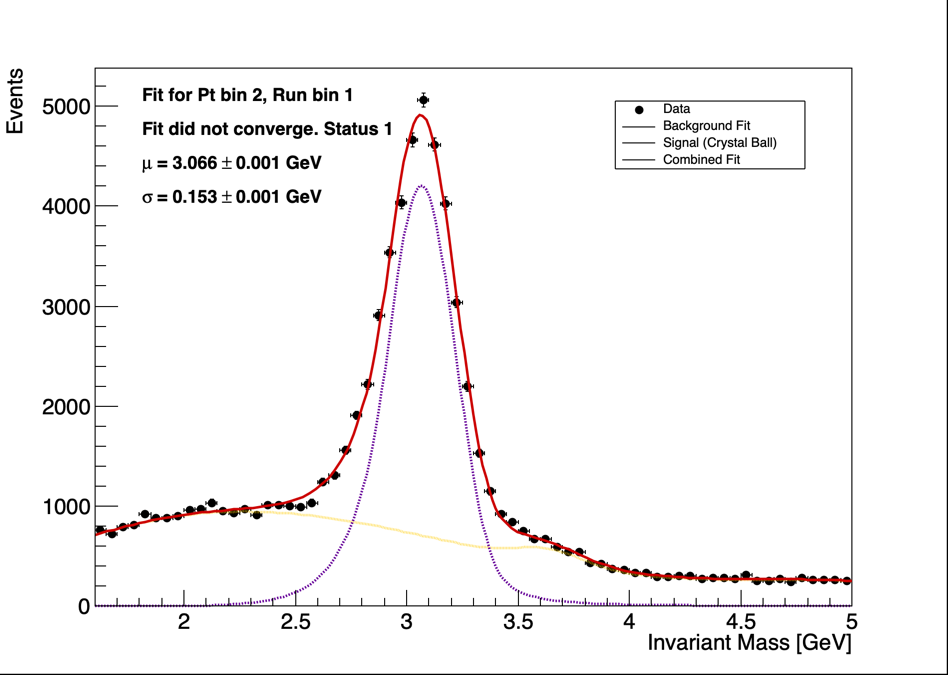 Events
5000
4000
3000
2000
1000
0
Fit for Pt bin 2, Run bin 1
Fit did not converge. Status 1
μ = 3.066 ± 0.001 GeV
σ = 0.153 ± 0.001 GeV
Data
Background Fit
Signal (Crystal Ball)
Combined Fit
2 2.5 3 3.5 4 4.5 5
Invariant Mass [GeV]